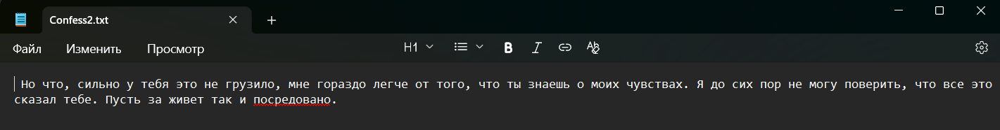 Confess2.txt
Файл Изменить Просмотр H1 B I Ab
Но что, сильно у тебя это не грузило, мне гораздо легче от того, что ты знаешь о моих чувствах. Я до сих пор не могу поверить, что все это
сказал тебе. Пусть за живет так и посредовано.